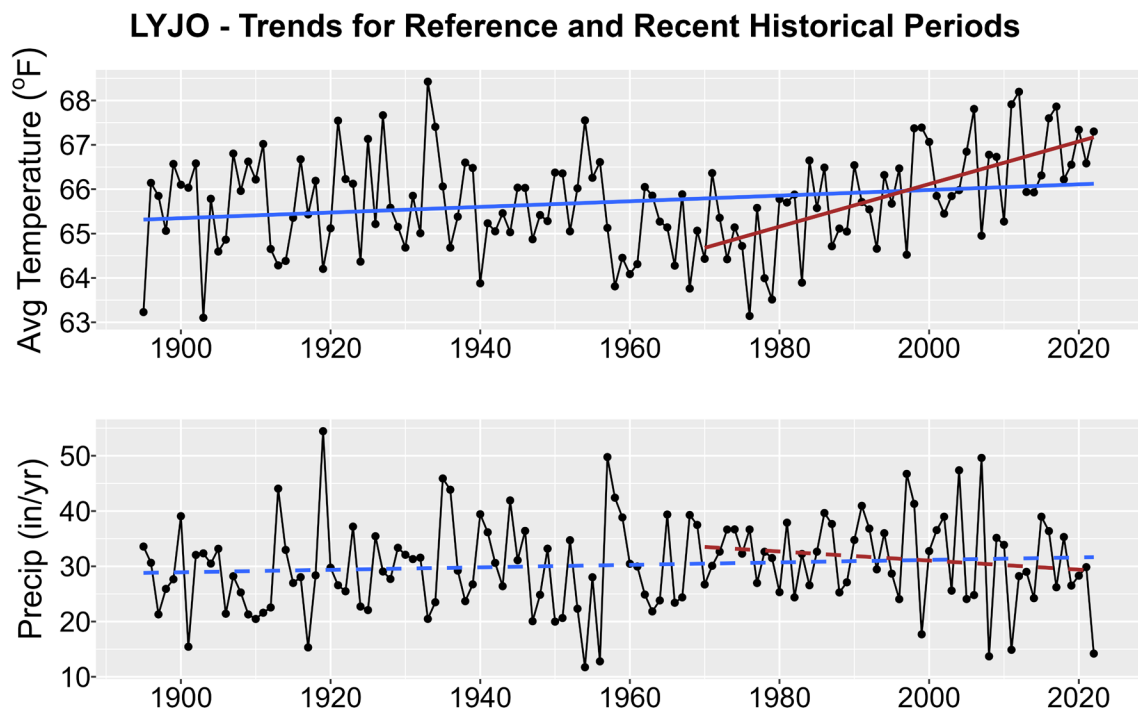 LYJO - Trends for Reference and Recent Historical Periods
Avg Temperature (°F)
68
67
66
65
64
63
1900 1920 1940 1960 1980 2000 2020
Precip (in/yr)
50
40
30
20
10
1900 1920 1940 1960 1980 2000 2020